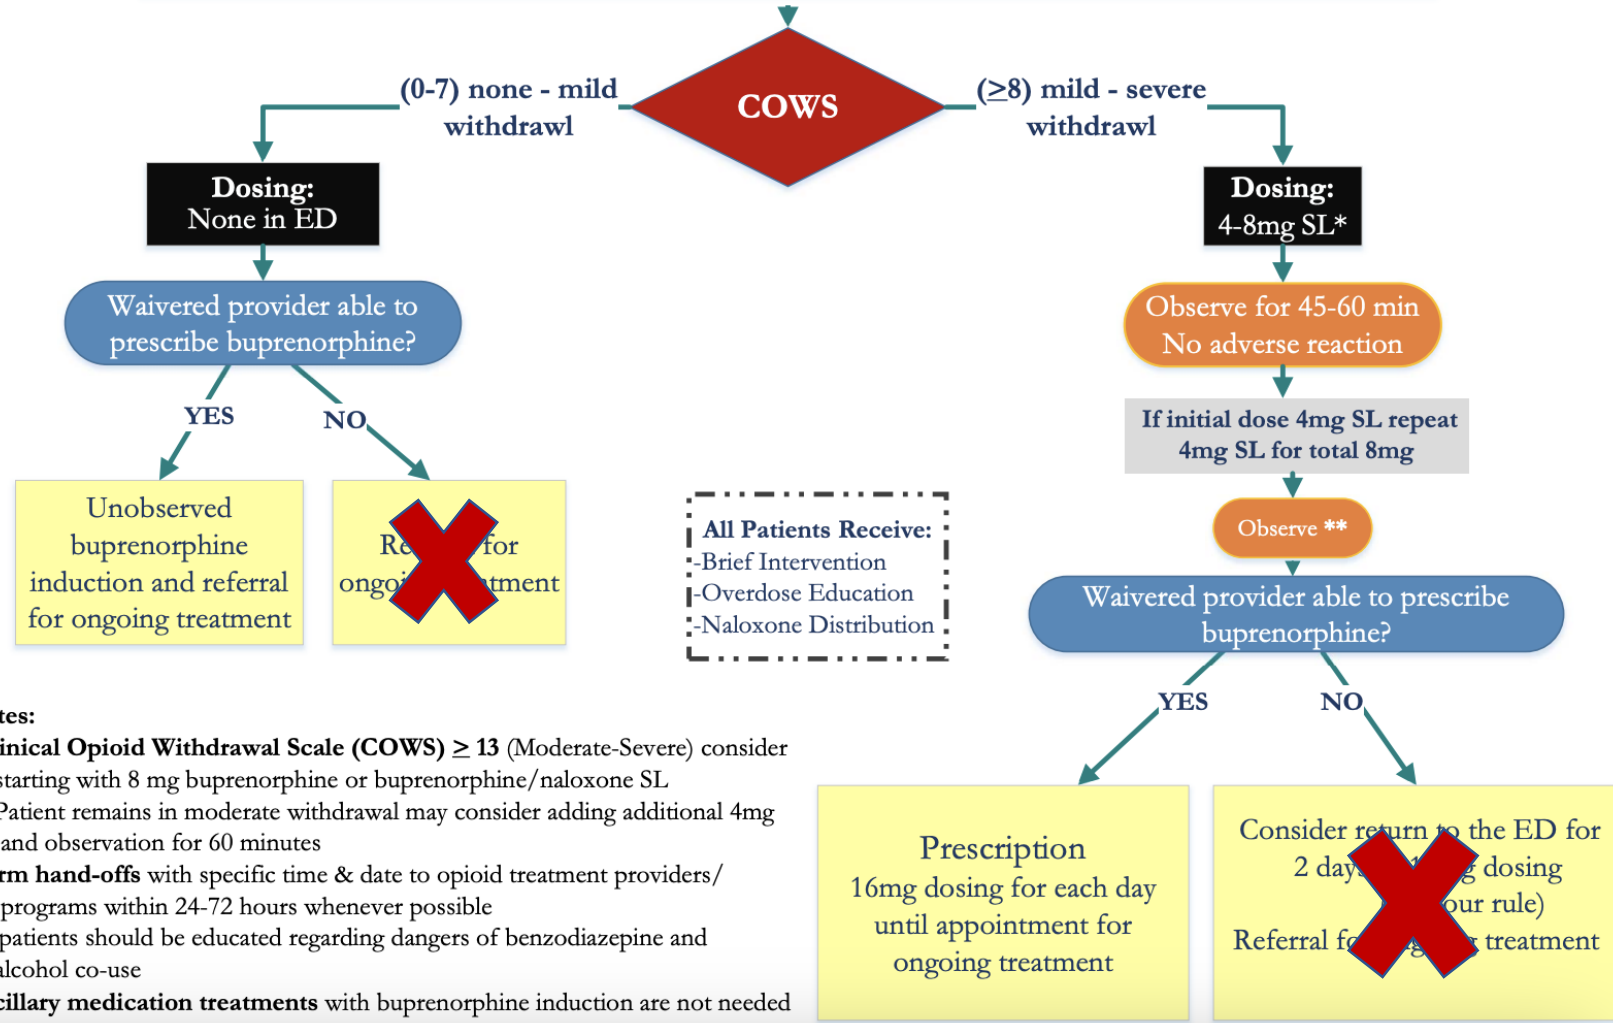 COWS
(0-7) none - mild
withdrawl
(≥8) mild - severe
withdrawl
Dosing:
None in ED
Waivered provider able to
prescribe buprenorphine?
YES
NO
Unobserved
buprenorphine
induction and referral
for ongoing treatment
for
Dosing:
4-8mg SL*
Observe for 45-60 min
No adverse reaction
If initial dose 4mg SL repeat
4mg SL for total 8mg
Observe **
Waivered provider able to prescribe
buprenorphine?
YES
NO
Prescription
16mg dosing for each day
until appointment for
ongoing treatment
Consider return to the ED for
2 days dosing
rule)
Referral treatment
All Patients Receive:
-Brief Intervention
-Overdose Education
-Naloxone Distribution
tes:
inical Opioid Withdrawal Scale (COWS) ≥ 13 (Moderate-Severe) consider
starting with 8 mg buprenorphine or buprenorphine/naloxone SL
Patient remains in moderate withdrawal may consider adding additional 4mg
and observation for 60 minutes
rm hand-offs with specific time & date to opioid treatment providers/
programs within 24-72 hours whenever possible
patients should be educated regarding dangers of benzodiazepine and
alcohol co-use
cillary medication treatments with buprenorphine induction are not needed